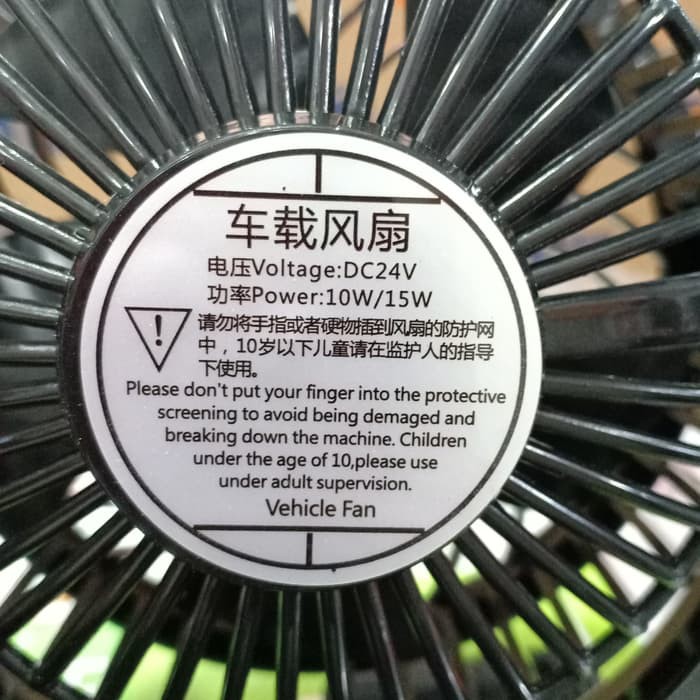 车载风扇
电压Voltage:DC24V
功率Power:10W/15W
请勿将手指或者硬物插到风扇的防护网
中，10岁以下儿童请在监护人的指导
下使用。
Please don't put your finger into the protective
screening to avoid being demaged and
breaking down the machine. Children
under the age of 10,please use
under adult supervision.
Vehicle Fan